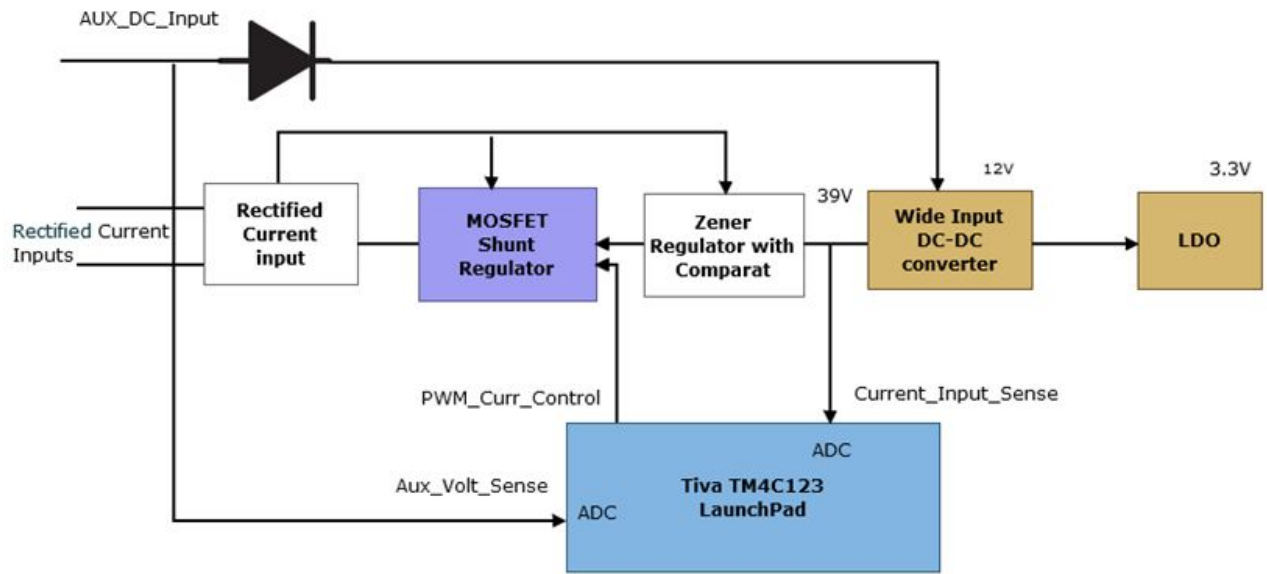 AUX_DC_Input
Rectified Current
Inputs
Rectified
Current
input
MOSFET
Shunt
Regulator
Zener
Regulator with
Comparat
39V
12V
Wide Input
DC-DC
converter
3.3V
LDO
PWM_Curr_Control
Current_Input_Sense
Aux_Volt_Sense
ADC
ADC
Tiva TM4C123
LaunchPad